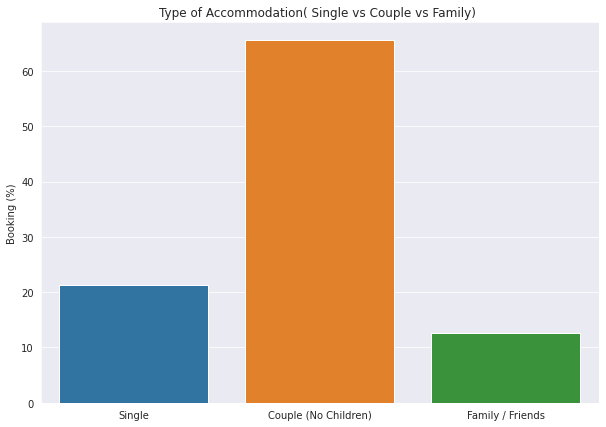 Type of Accommodation( Single vs Couple vs Family)
Booking (%)
60
50
40
30
20
10
0
Single Couple (No Children) Family / Friends